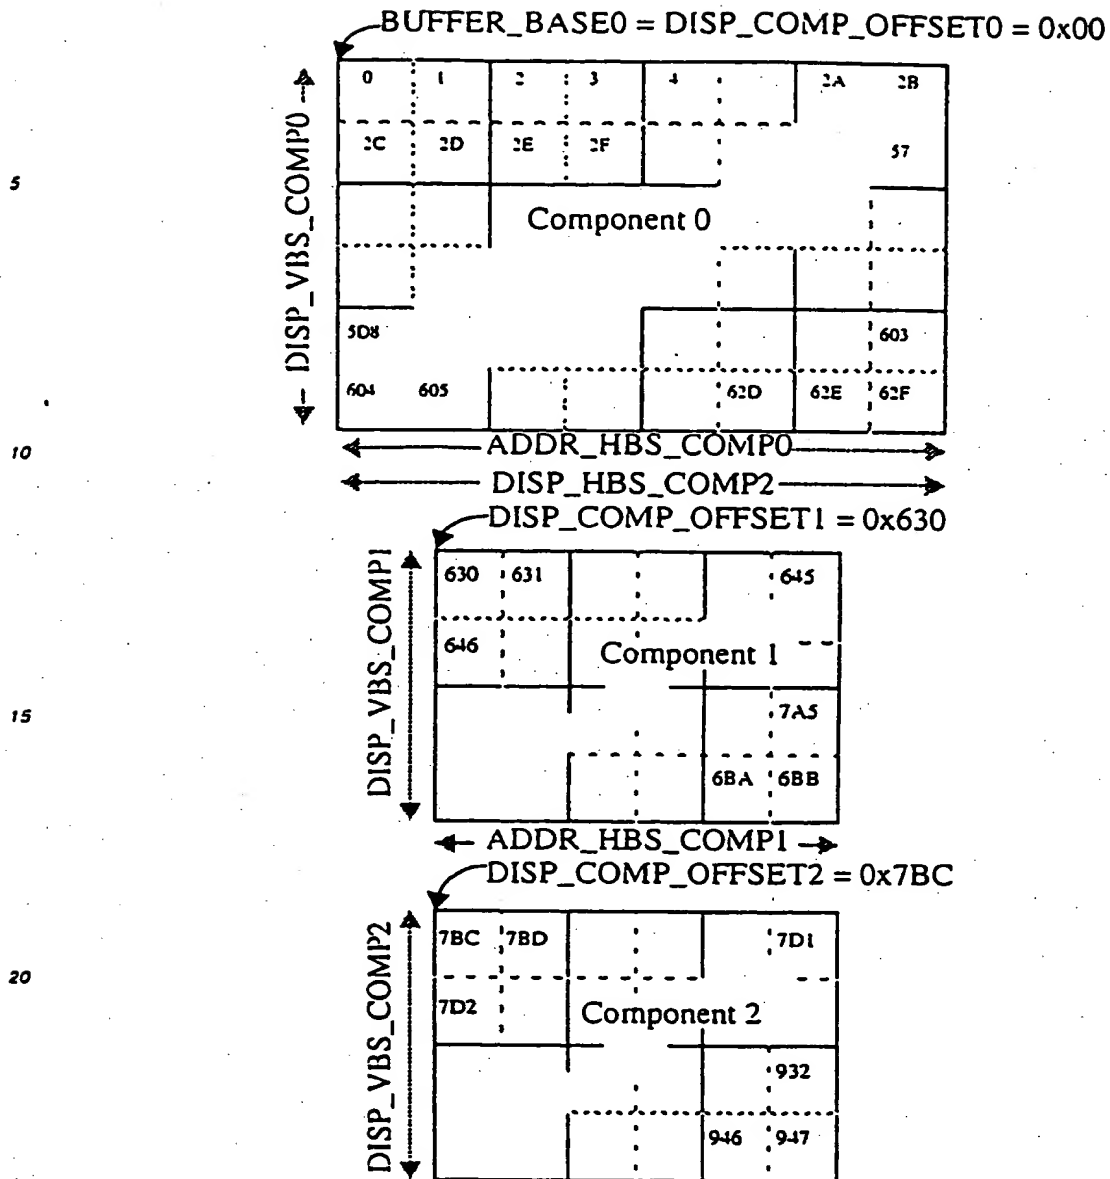 BUFFER_BASE0 = DISP_COMP_OFFSET0 = 0x00
0 1 2 3 4 2A 2B
2C 2D 2E 2F 57
5
DISP_VBS_COMP0
Component 0
5D8 603
604 605 62D 62E 62F
10
ADDR_HBS_COMP0
DISP_HBS_COMP2
DISP_COMP_OFFSET1 = 0x630
630 631 645
646
DISP_VBS_COMP1
Component 1
15
7A5
6BA 6BB
ADDR_HBS_COMP1
DISP_COMP_OFFSET2 = 0x7BC
7BC 7BD 7D1
20
7D2
DISP_VBS_COMP2
Component 2
932
946 947